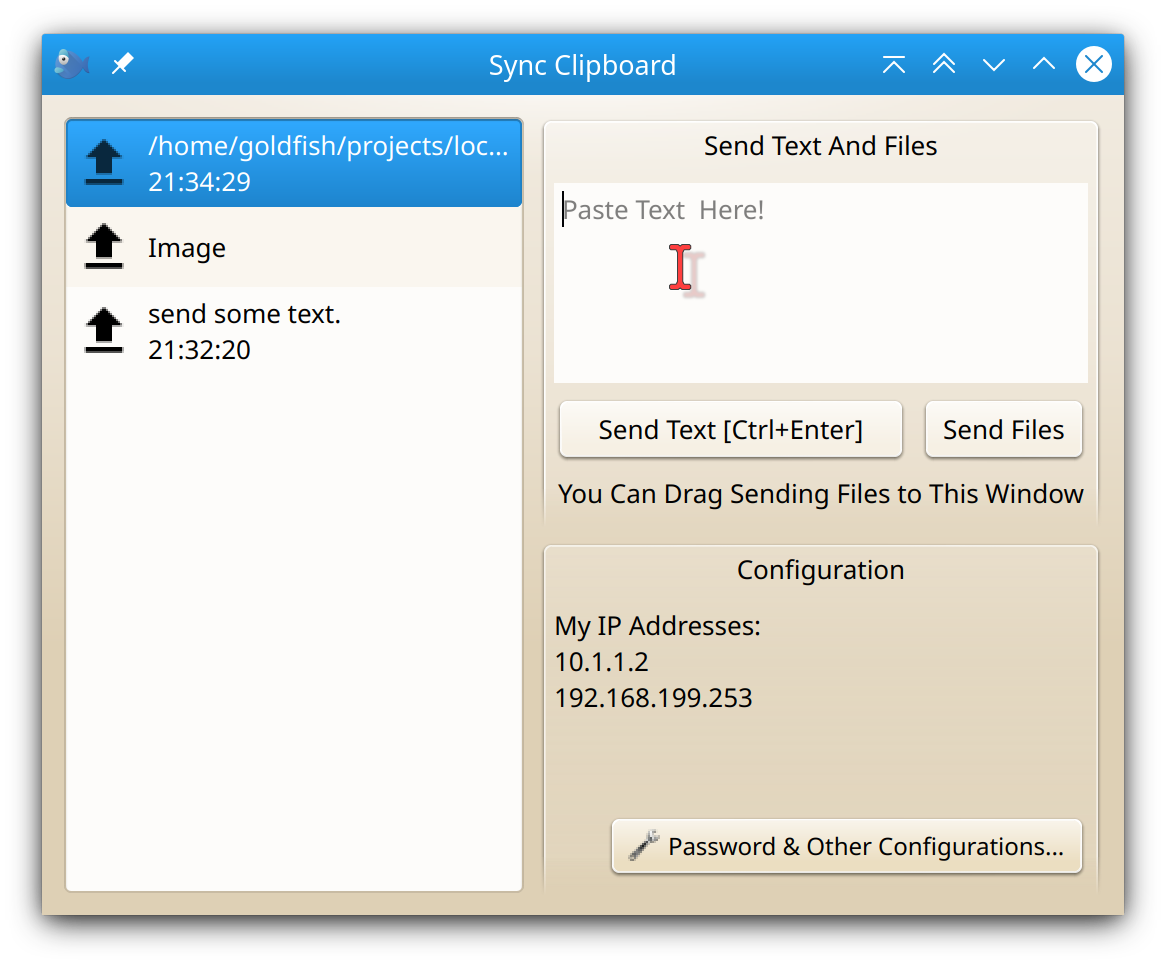 Sync Clipboard
/home/goldfish/projects/loc...
21:34:29
Image
send some text.
21:32:20
Send Text And Files
Paste Text  Here!
Send Text [Ctrl+Enter]
Send Files
You Can Drag Sending Files to This Window
Configuration
My IP Addresses:
10.1.1.2
192.168.199.253
Password & Other Configurations...